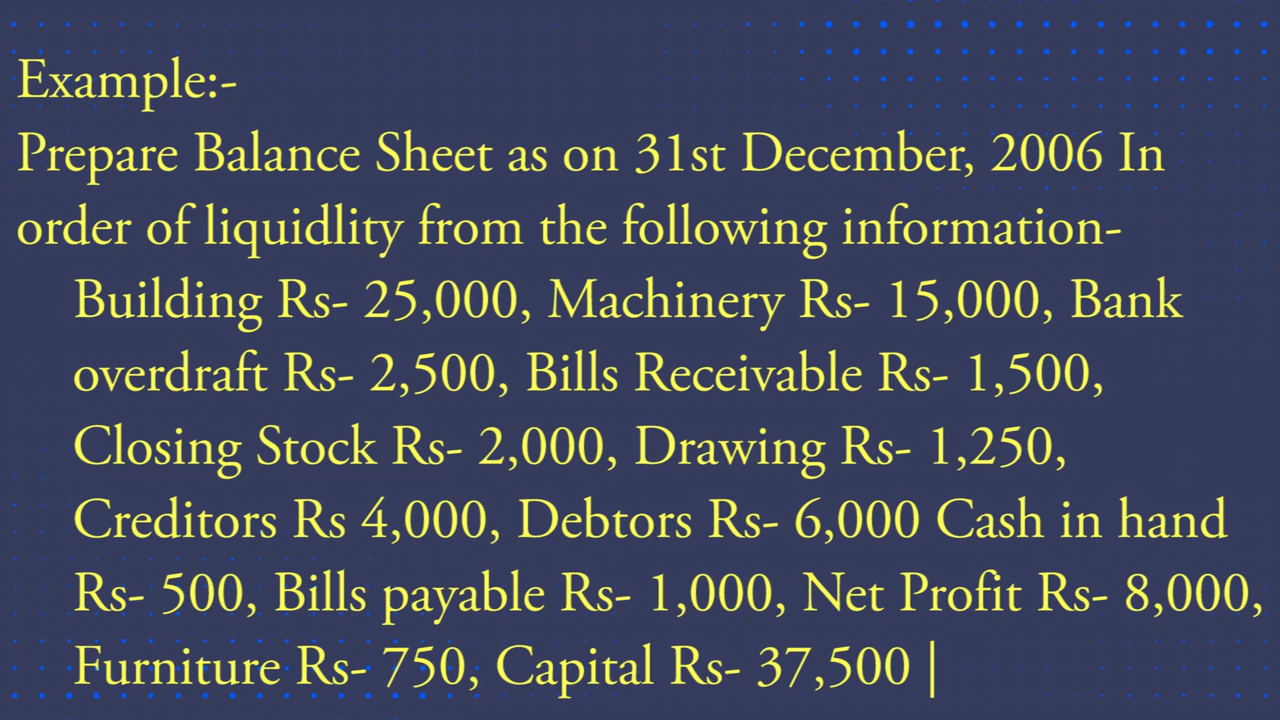 Example:-
Prepare Balance Sheet as on 31st December, 2006 In
order of liquidlity from the following information-
Building Rs- 25,000, Machinery Rs- 15,000, Bank
overdraft Rs- 2,500, Bills Receivable Rs- 1,500,
Closing Stock Rs- 2,000, Drawing Rs- 1,250,
Creditors Rs 4,000, Debtors Rs- 6,000 Cash in hand
Rs- 500, Bills payable Rs- 1,000, Net Profit Rs- 8,000,
Furniture Rs- 750, Capital Rs- 37,500 |